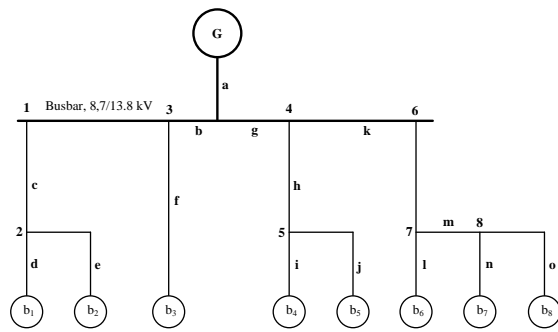 G
a
1 Busbar, 8,7/13.8 kV 3 4 6
b g k
c f h
2 5 7 m 8
d e i j l n o
b1 b2 b3 b4 b5 b6 b7 b8